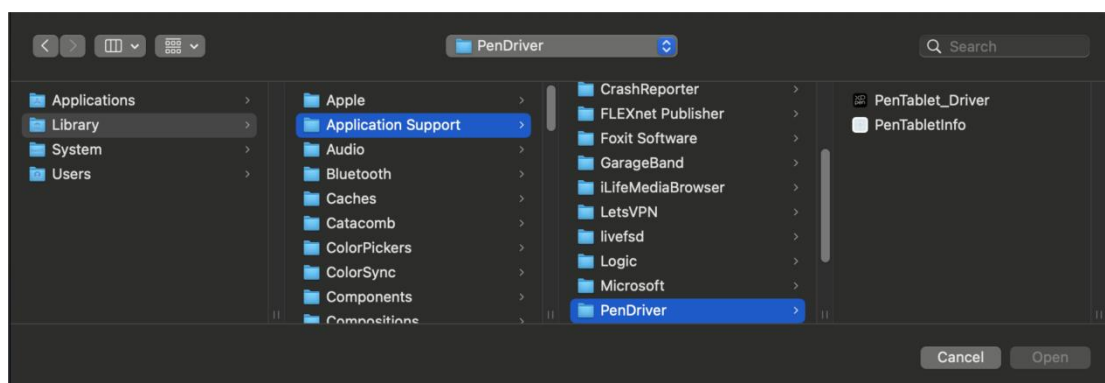 PenDriver
Search
Applications
Library
System
Users
Apple
Application Support
Audio
Bluetooth
Caches
Catacomb
ColorPickers
ColorSync
Components
Compositions
CrashReporter
FLEXnet Publisher
Foxit Software
GarageBand
iLifeMediaBrowser
LetsVPN
livefsd
Logic
Microsoft
PenDriver
PenTablet_Driver
PenTabletInfo
Cancel
Open